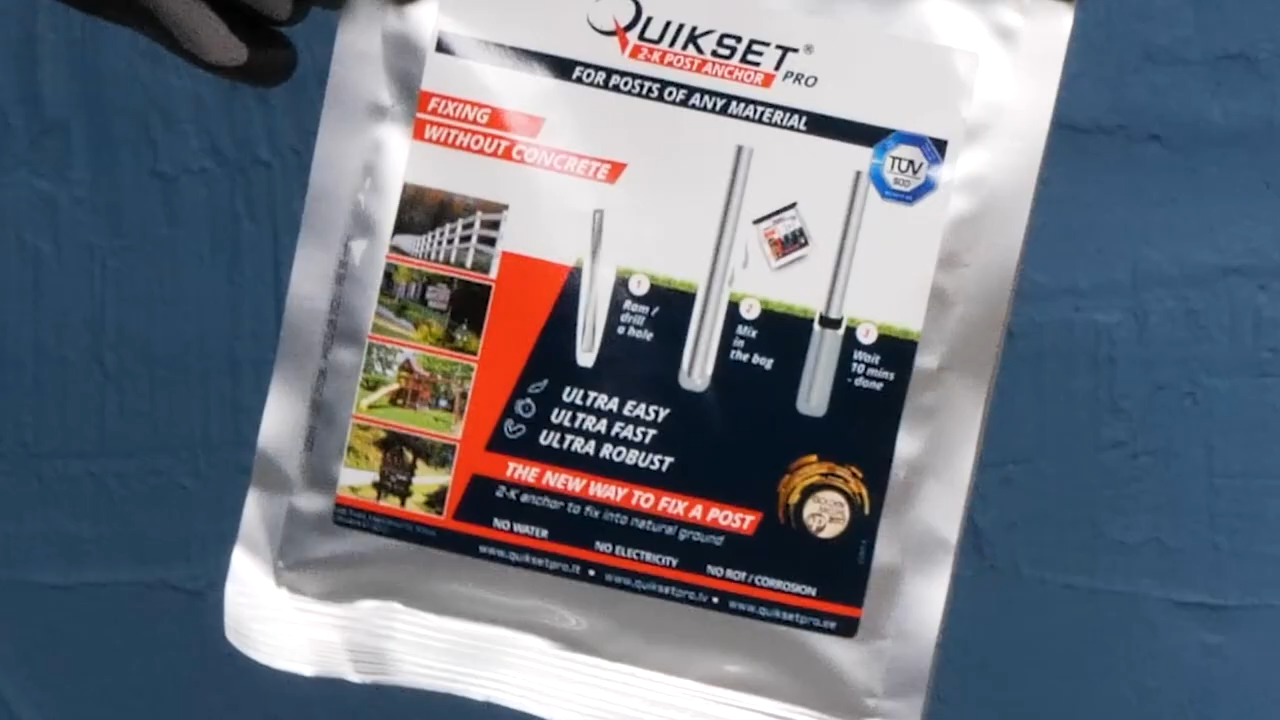 QUIKSET®
2-K POST ANCHOR PRO
FOR POSTS OF ANY MATERIAL
FIXING
WITHOUT CONCRETE
TÜV
SÜD
1
Ram /
drill
a hole
2
Mix
in
the bag
3
Wait
10 mins
- done
ULTRA EASY
ULTRA FAST
ULTRA ROBUST
THE NEW WAY TO FIX A POST
2-K anchor to fix into natural ground
NO WATER NO ELECTRICITY NO ROT / CORROSION
www.quiksetpro.lt • www.quiksetpro.lv • www.quiksetpro.ee